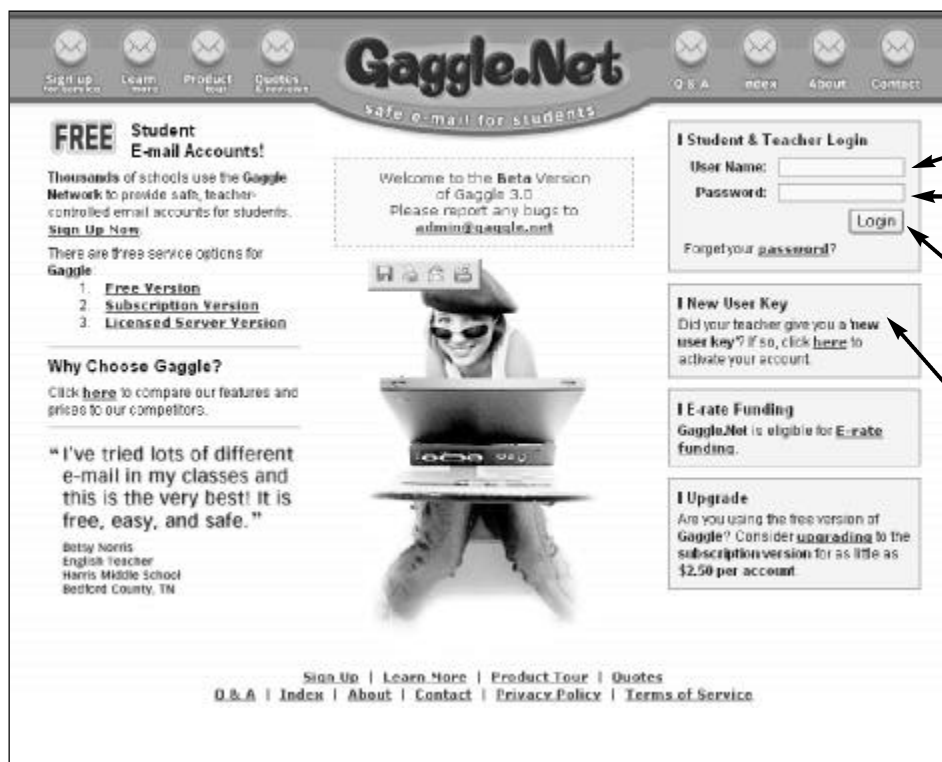 Sign up
for service
Learn
more
Product
tour
Quotes
& reviews
Gaggle.Net
safe e-mail for students
Q & A
Index
About
Contact
FREE Student
E-mail Accounts!
Thousands of schools use the Gaggle
Network to provide safe, teacher-
controlled email accounts for students.
Sign Up Now.
There are three service options for
Gaggle
1. Free Version
2. Subscription Version
3. Licensed Server Version
Why Choose Gaggle?
Click here to compare our features and
prices to our competitors.
“I've tried lots of different
e-mail in my classes and
this is the very best! It is
free, easy, and safe.”
Betsy Norris
English Teacher
Harris Middle School
Bedford County, TN
Welcome to the Beta Version
of Gaggle 3.0
Please report any bugs to
admin@gaggle.net
Student & Teacher Login
User Name:
Password:
Login
Forget your password?
New User Key
Did your teacher give you a 'new
user key'? If so, click here to
activate your account.
E-rate Funding
Gaggle.Net is eligible for E-rate
funding.
Upgrade
Are you using the free version of
Gaggle? Consider upgrading to the
subscription version for as little as
$2.50 per account
Sign Up | Learn More | Product Tour | Quotes
Q & A | Index | About | Contact | Privacy Policy | Terms of Service